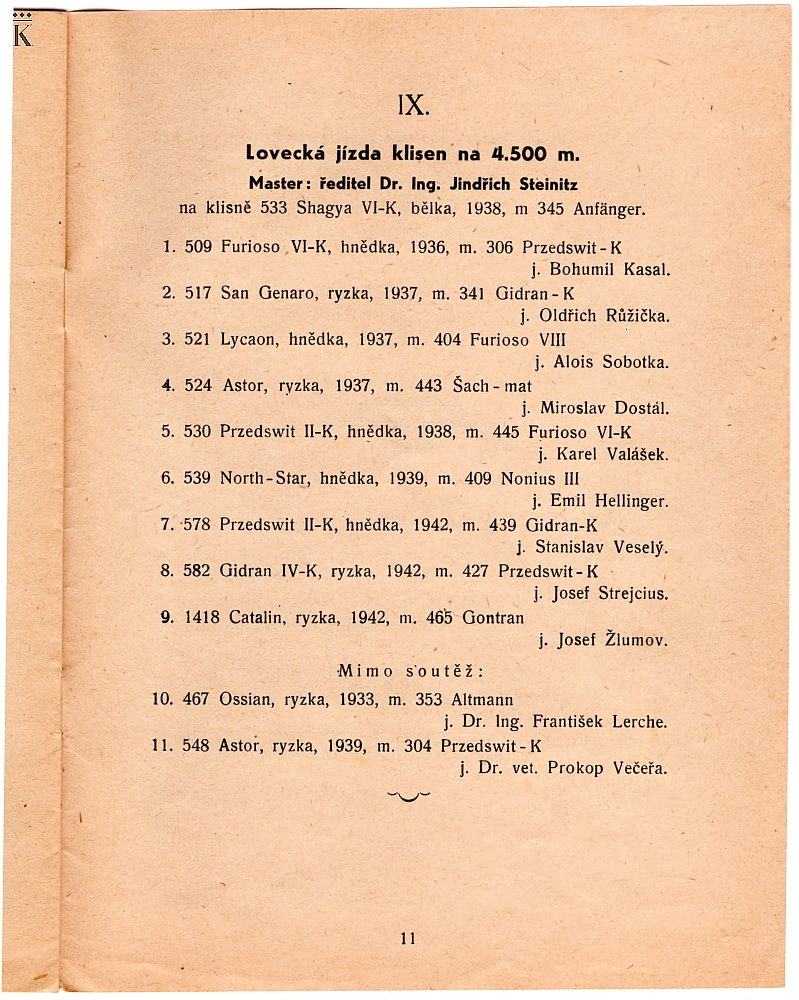 K
IX.
Lovecká jízda klisen na 4.500 m.
Master: ředitel Dr. Ing. Jindřich Steinitz
na klisně 533 Shagya VI-K, bělka, 1938, m 345 Anfänger.
1. 509 Furioso VI-K, hnědka, 1936, m. 306 Przedswit-K
j. Bohumil Kasal.
2. 517 San Genaro, ryzka, 1937, m. 341 Gidran-K
j. Oldřich Růžička.
3. 521 Lycaon, hnědka, 1937, m. 404 Furioso VIII
j. Alois Sobotka.
4. 524 Astor, ryzka, 1937, m. 443 Šach-mat
j. Miroslav Dostál.
5. 530 Przedswit II-K, hnědka, 1938, m. 445 Furioso VI-K
j. Karel Valášek.
6. 539 North-Star, hnědka, 1939, m. 409 Nonius III
j. Emil Hellinger.
7. 578 Przedswit II-K, hnědka, 1942, m. 439 Gidran-K
j. Stanislav Veselý.
8. 582 Gidran IV-K, ryzka, 1942, m. 427 Przedswit-K
j. Josef Strejcius.
9. 1418 Catalin, ryzka, 1942, m. 465 Gontran
j. Josef Žlumov.
Mimo soutěž:
10. 467 Ossian, ryzka, 1933, m. 353 Altmann
j. Dr. Ing. František Lerche.
11. 548 Astor, ryzka, 1939, m. 304 Przedswit-K
j. Dr. vet. Prokop Večeřa.
11